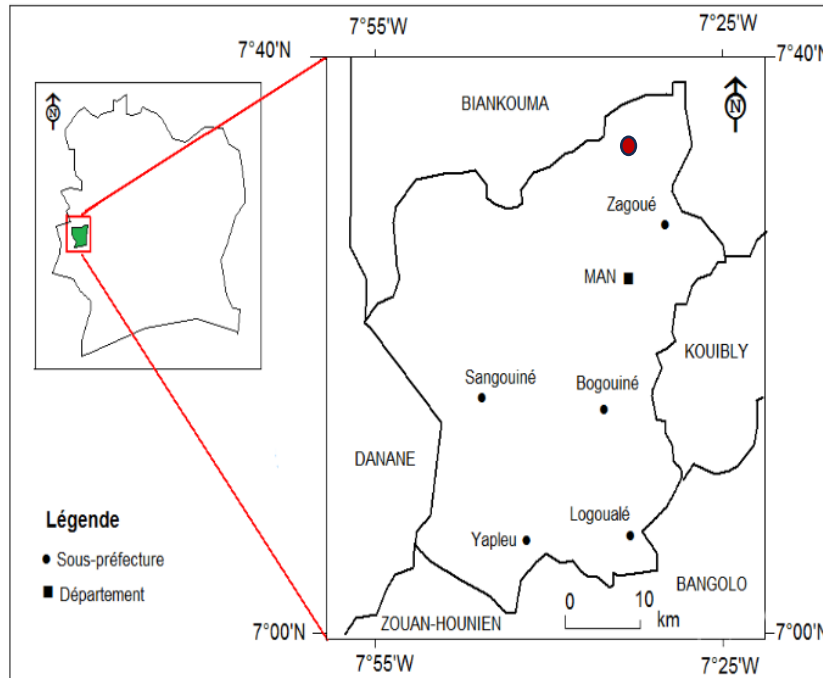 7°55'W
7°25'W
7°40'N
7°40'N
N
N
BIANKOUMA
Zagoué
MAN
KOUIBLY
Sangouiné
Bogouiné
DANANE
Légende
Sous-préfecture
Département
Yapleu
Logoualé
BANGOLO
0 10
km
ZOUAN-HOUNIEN
7°00'N
7°00'N
7°55'W
7°25'W